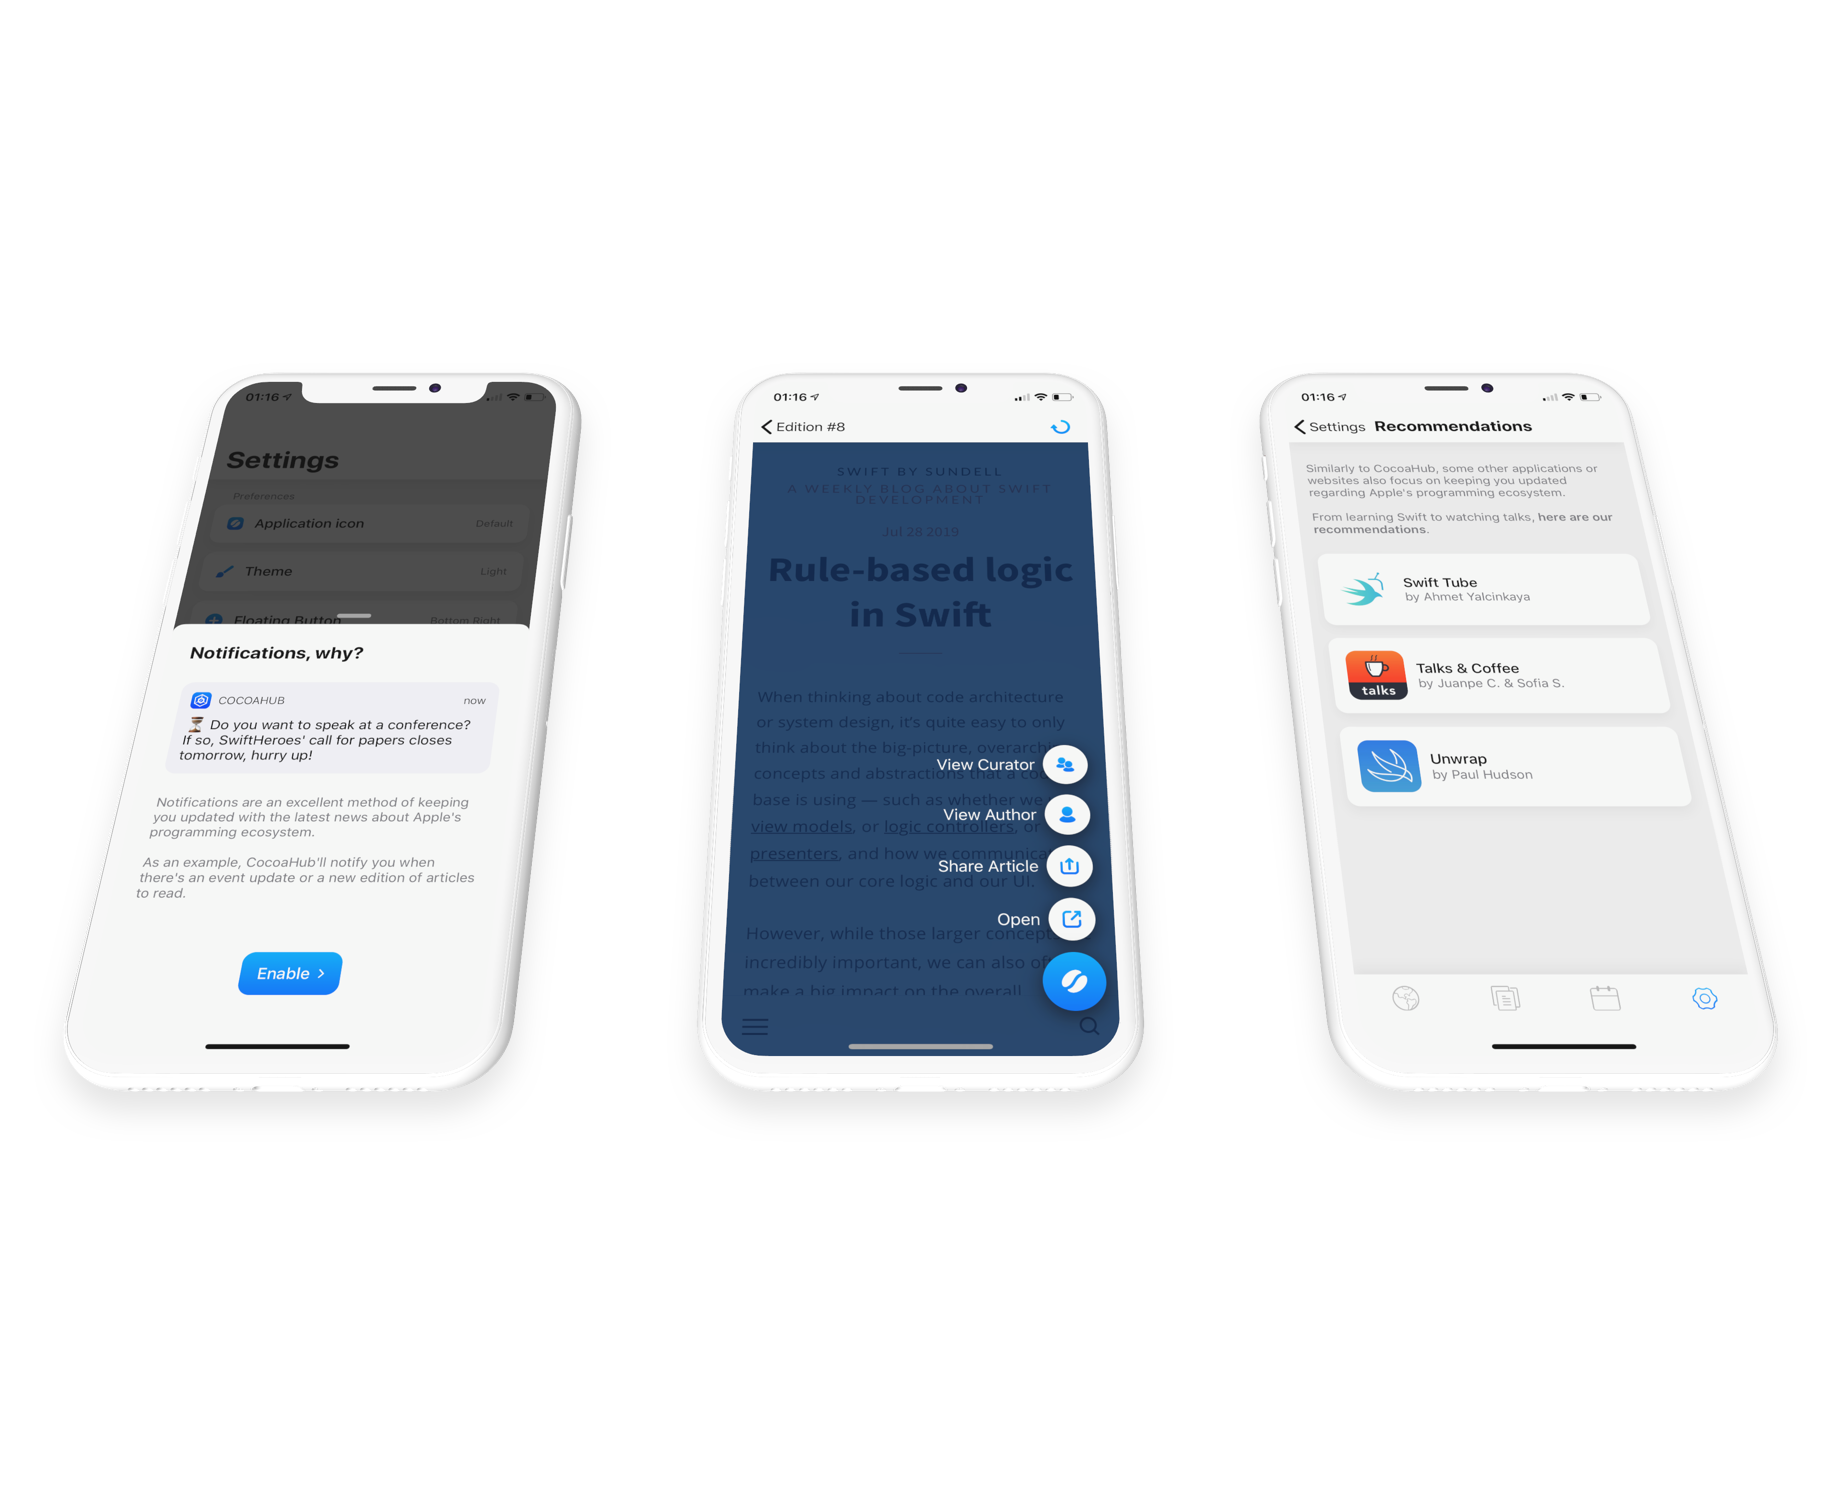 01:16
Settings
Preferences
Application icon
Default
Theme
Light
Floating Button
Bottom Right
Notifications, why?
COCOAHUB
now
Do you want to speak at a conference?
If so, SwiftHeroes' call for papers closes
tomorrow, hurry up!
Notifications are an excellent method of keeping
you updated with the latest news about Apple's
programming ecosystem.
As an example, CocoaHub'll notify you when
there's an event update or a new edition of articles
to read.
Enable
01:16
Edition #8
SWIFT BY SUNDELL
A WEEKLY BLOG ABOUT SWIFT
DEVELOPMENT
Jul 28 2019
Rule-based logic
in Swift
When thinking about code architecture
or system design, it's quite easy to only
think about the big-picture, overarchi
concepts and abstractions that a co
base is using — such as whether we
view models, or logic controllers, or
presenters, and how we communica
between our core logic and our UI.
However, while those larger concept
incredibly important, we can also of
make a big impact on the overall
View Curator
View Author
Share Article
Open
01:16
Settings
Recommendations
Similarly to CocoaHub, some other applications or
websites also focus on keeping you updated
regarding Apple's programming ecosystem.
From learning Swift to watching talks, here are our
recommendations.
Swift Tube
by Ahmet Yalcinkaya
talks
Talks & Coffee
by Juanpe C. & Sofia S.
Unwrap
by Paul Hudson